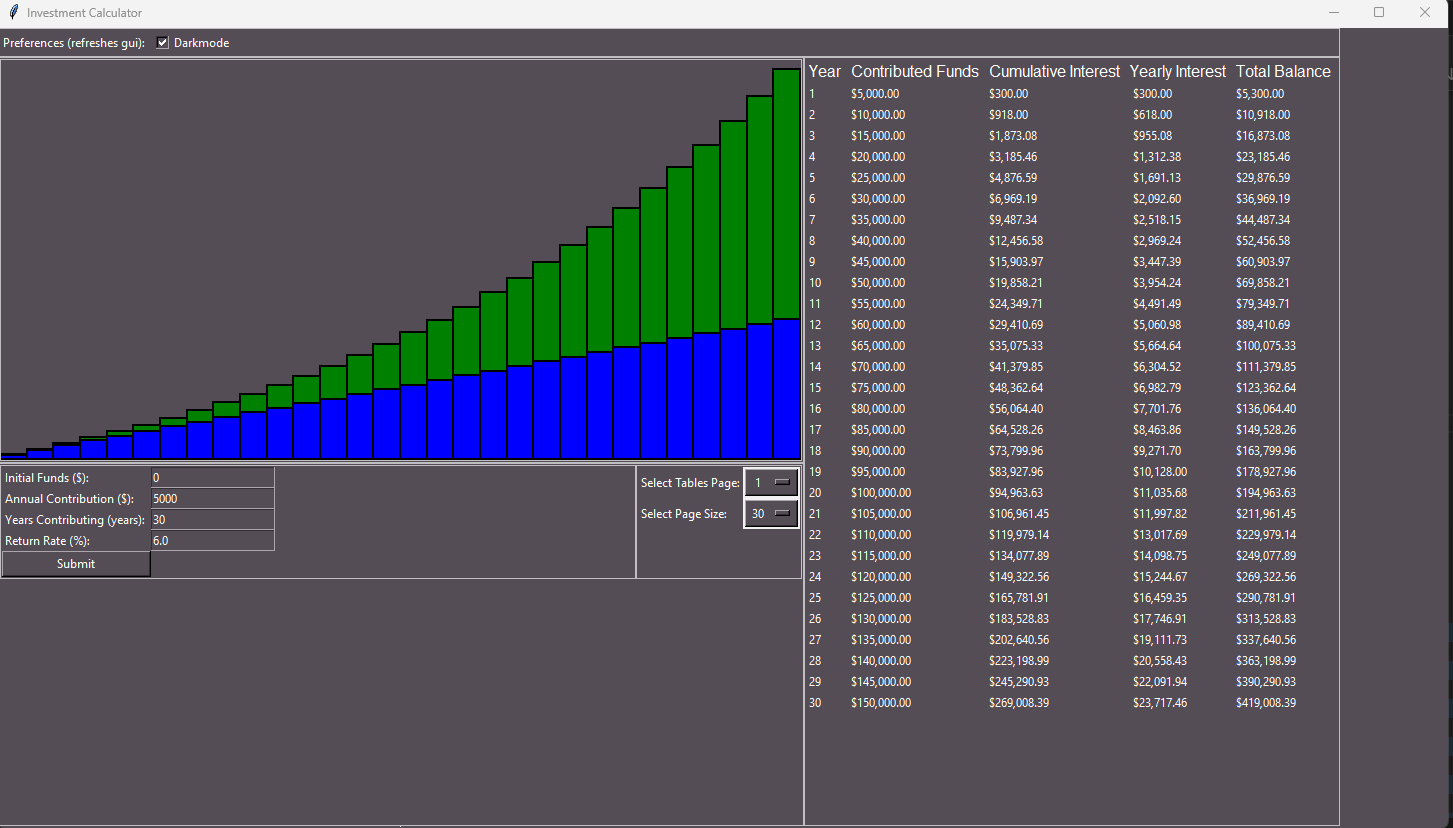 Investment Calculator
Preferences (refreshes gui): Darkmode
Year Contributed Funds Cumulative Interest Yearly Interest Total Balance
1 $5,000.00 $300.00 $300.00 $5,300.00
2 $10,000.00 $918.00 $618.00 $10,918.00
3 $15,000.00 $1,873.08 $955.08 $16,873.08
4 $20,000.00 $3,185.46 $1,312.38 $23,185.46
5 $25,000.00 $4,876.59 $1,691.13 $29,876.59
6 $30,000.00 $6,969.19 $2,092.60 $36,969.19
7 $35,000.00 $9,487.34 $2,518.15 $44,487.34
8 $40,000.00 $12,456.58 $2,969.24 $52,456.58
9 $45,000.00 $15,903.97 $3,447.39 $60,903.97
10 $50,000.00 $19,858.21 $3,954.24 $69,858.21
11 $55,000.00 $24,349.71 $4,491.49 $79,349.71
12 $60,000.00 $29,410.69 $5,060.98 $89,410.69
13 $65,000.00 $35,075.33 $5,664.64 $100,075.33
14 $70,000.00 $41,379.85 $6,304.52 $111,379.85
15 $75,000.00 $48,362.64 $6,982.79 $123,362.64
16 $80,000.00 $56,064.40 $7,701.76 $136,064.40
17 $85,000.00 $64,528.26 $8,463.86 $149,528.26
18 $90,000.00 $73,799.96 $9,271.70 $163,799.96
19 $95,000.00 $83,927.96 $10,128.00 $178,927.96
20 $100,000.00 $94,963.63 $11,035.68 $194,963.63
21 $105,000.00 $106,961.45 $11,997.82 $211,961.45
22 $110,000.00 $119,979.14 $13,017.69 $229,979.14
23 $115,000.00 $134,077.89 $14,098.75 $249,077.89
24 $120,000.00 $149,322.56 $15,244.67 $269,322.56
25 $125,000.00 $165,781.91 $16,459.35 $290,781.91
26 $130,000.00 $183,528.83 $17,746.91 $313,528.83
27 $135,000.00 $202,640.56 $19,111.73 $337,640.56
28 $140,000.00 $223,198.99 $20,558.43 $363,198.99
29 $145,000.00 $245,290.93 $22,091.94 $390,290.93
30 $150,000.00 $269,008.39 $23,717.46 $419,008.39
Initial Funds ($): 0
Annual Contribution ($): 5000
Years Contributing (years): 30
Return Rate (%): 6.0
Submit
Select Tables Page: 1
Select Page Size: 30